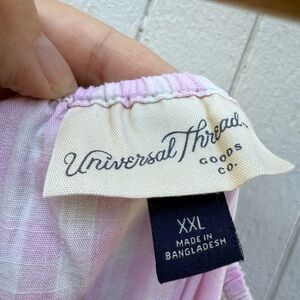 Universal Thread
GOODS
CO.
XXL
MADE IN
BANGLADESH